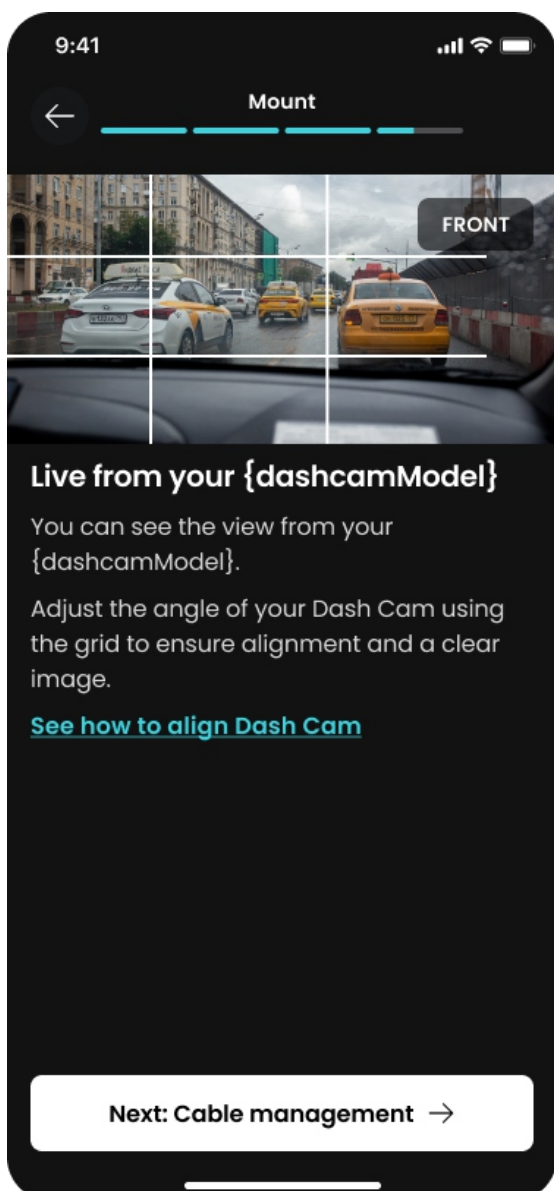 9:41
Mount
FRONT
Live from your {dashcamModel}
You can see the view from your
{dashcamModel}.
Adjust the angle of your Dash Cam using
the grid to ensure alignment and a clear
image.
See how to align Dash Cam
Next: Cable management